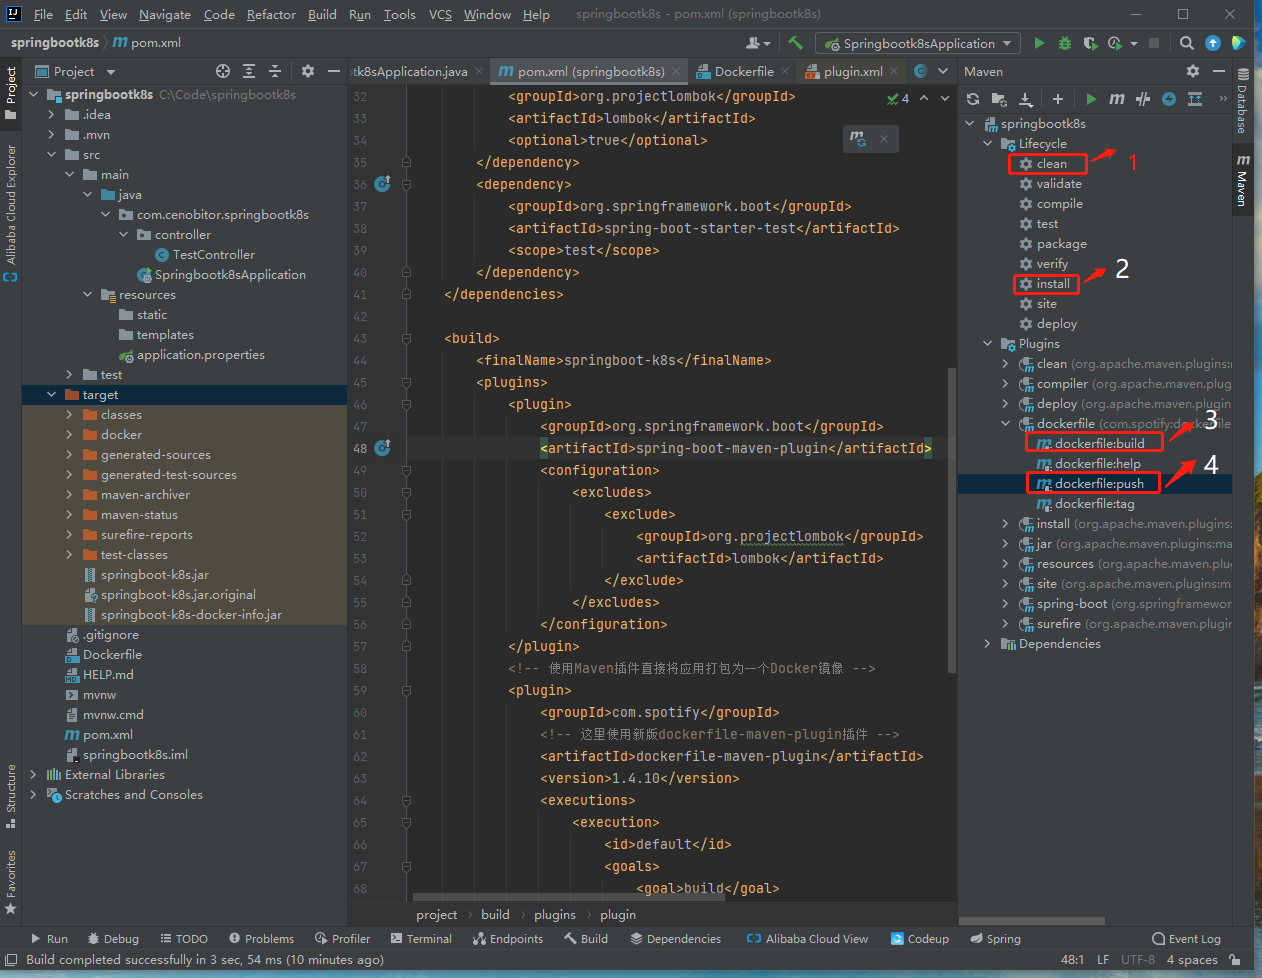 File Edit View Navigate Code Refactor Build Run Tools VCS Window Help springbootk8s - pom.xml (springbootk8s)
springbootk8s pom.xml
Springbootk8sApplication
Project
tk8sApplication.java pom.xml (springbootk8s) Dockerfile plugin.xml
Maven
Project
Alibaba Cloud Explorer
Structure
Favorites
springbootk8s C:\Code\springbootk8s
.idea
.mvn
src
main
java
com.cenobitor.springbootk8s
controller
TestController
Springbootk8sApplication
resources
static
templates
application.properties
test
target
classes
docker
generated-sources
generated-test-sources
maven-archiver
maven-status
surefire-reports
test-classes
springboot-k8s.jar
springboot-k8s.jar.original
springboot-k8s-docker-info.jar
.gitignore
Dockerfile
HELP.md
mvnw
mvnw.cmd
pom.xml
springbootk8s.iml
External Libraries
Scratches and Consoles
4
32 <groupId>org.projectlombok</groupId>
33 <artifactId>lombok</artifactId>
34 <optional>true</optional>
35 </dependency>
36 <dependency>
37 <groupId>org.springframework.boot</groupId>
38 <artifactId>spring-boot-starter-test</artifactId>
39 <scope>test</scope>
40 </dependency>
41 </dependencies>
42
43 <build>
44 <finalName>springboot-k8s</finalName>
45 <plugins>
46 <plugin>
47 <groupId>org.springframework.boot</groupId>
48 <artifactId>spring-boot-maven-plugin</artifactId>
49 <configuration>
50 <excludes>
51 <exclude>
52 <groupId>org.projectlombok</groupId>
53 <artifactId>lombok</artifactId>
54 </exclude>
55 </excludes>
56 </configuration>
57 </plugin>
58 <!-- 使用Maven插件直接将应用打包为一个Docker镜像 -->
59 <plugin>
60 <groupId>com.spotify</groupId>
61 <!-- 这里使用新版dockerfile-maven-plugin插件 -->
62 <artifactId>dockerfile-maven-plugin</artifactId>
63 <version>1.4.10</version>
64 <executions>
65 <execution>
66 <id>default</id>
67 <goals>
68 <goal>build</goal>
project build plugins plugin
springbootk8s
Lifecycle
clean 1
validate
compile
test
package
verify
install 2
site
deploy
Plugins
clean (org.apache.maven.plugins:
compiler (org.apache.maven.plug
deploy (org.apache.maven.plugin
dockerfile (com.spotify:dockerfile
dockerfile:build 3
dockerfile:help
dockerfile:push 4
dockerfile:tag
install (org.apache.maven.plugins:
jar (org.apache.maven.plugins:ma
resources (org.apache.maven.plu
site (org.apache.maven.plugins:m
spring-boot (org.springframewor
surefire (org.apache.maven.plugir
Dependencies
Database
Maven
Run Debug TODO Problems Profiler Terminal Endpoints Build Dependencies Alibaba Cloud View Codeup Spring Event Log
Build completed successfully in 3 sec, 54 ms (10 minutes ago) 48:1 LF UTF-8 4 spaces